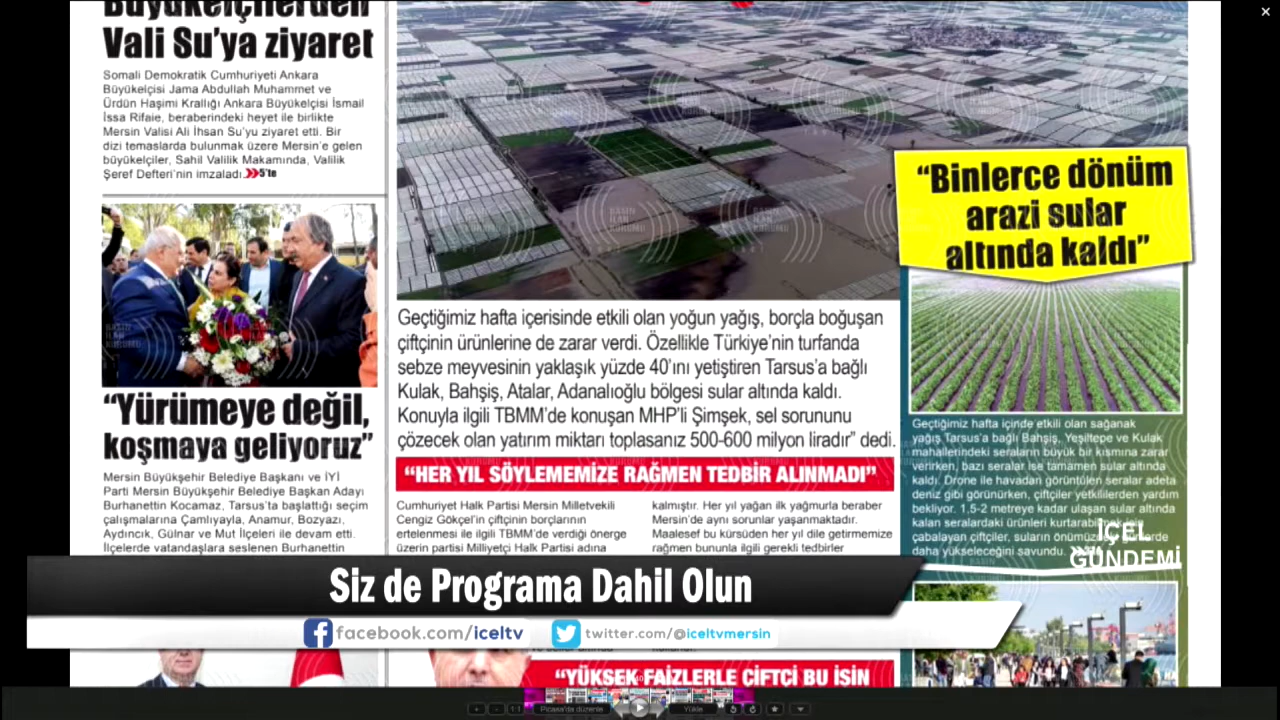 Büyükelçilerden
Vali Su'ya ziyaret
Somali Demokratik Cumhuriyeti Ankara
Büyükelçisi Jama Abdullah Muhammet ve
Ürdün Haşimi Krallığı Ankara Büyükelçisi İsmail
İssa Rifaie, beraberindeki heyet ile birlikte
Mersin Valisi Ali İhsan Su'yu ziyaret etti. Bir
dizi temaslarda bulunmak üzere Mersin'e gelen
büyükelçiler, Sahil Valilik Makamında, Valilik
Şeref Defteri'nin imzaladı. 5'te
"Yürümeye değil,
koşmaya geliyoruz"
Mersin Büyükşehir Belediye Başkanı ve İYİ
Parti Mersin Büyükşehir Belediye Başkan Adayı
Burhanettin Kocamaz, Tarsus'ta başlattığı seçim
çalışmalarına Çamlıyayla, Anamur, Bozyazı,
Aydıncık, Gülnar ve Mut İlçeleri ile devam etti.
İlçelerde vatandaşlara seslenen Burhanettin
Geçtiğimiz hafta içerisinde etkili olan yoğun yağış, borçla boğuşan
çiftçinin ürünlerine de zarar verdi. Özellikle Türkiye'nin turfanda
sebze meyvesinin yaklaşık yüzde 40'ını yetiştiren Tarsus'a bağlı
Kulak, Bahşiş, Atalar, Adanalıoğlu bölgesi sular altında kaldı.
Konuyla ilgili TBMM'de konuşan MHP'li Şimşek, sel sorununu
çözecek olan yatırım miktarı toplasanız 500-600 milyon liradır" dedi.
"HER YIL SÖYLEMEMİZE RAĞMEN TEDBİR ALINMADI"
Cumhuriyet Halk Partisi Mersin Milletvekili
Cengiz Gökçel'in çiftçinin borçlarının
ertelenmesi ile ilgili TBMM'de verdiği önerge
üzerin partisi Milliyetçi Halk Partisi adına
kalmıştır. Her yıl yağan ilk yağmurla beraber
Mersin'de aynı sorunlar yaşanmaktadır.
Maalesef bu kürsüden her yıl dile getirmemize
rağmen bununla ilgili gerekli tedbirler
"YÜKSEK FAİZLERLE ÇİFTÇİ BU İŞİN
"Binlerce dönüm
arazi sular
altında kaldı"
Geçtiğimiz hafta içinde etkili olan sağanak
yağış Tarsus'a bağlı Bahşiş, Yeşiltepe ve Kulak
mahallerindeki seraların büyük bir kısmına zarar
verirken, bazı seralar ise tamamen sular altında
kaldı. Drone ile havadan görüntülen seralar adeta
deniz gibi görünürken, çiftçiler yetkililerden yardım
bekliyor. 1,5-2 metreye kadar ulaşan sular altında
kalan seralardaki ürünleri kurtarabilmek için
çabalayan çiftçiler, suların önümüzdeki günlerde
daha yükseleceğini savundu.
İÇEL
GÜNDEMİ
Siz de Programa Dahil Olun
facebook.com/iceltv
twitter.com/@iceltvmersin
Picasa'da düzenle
Yükle